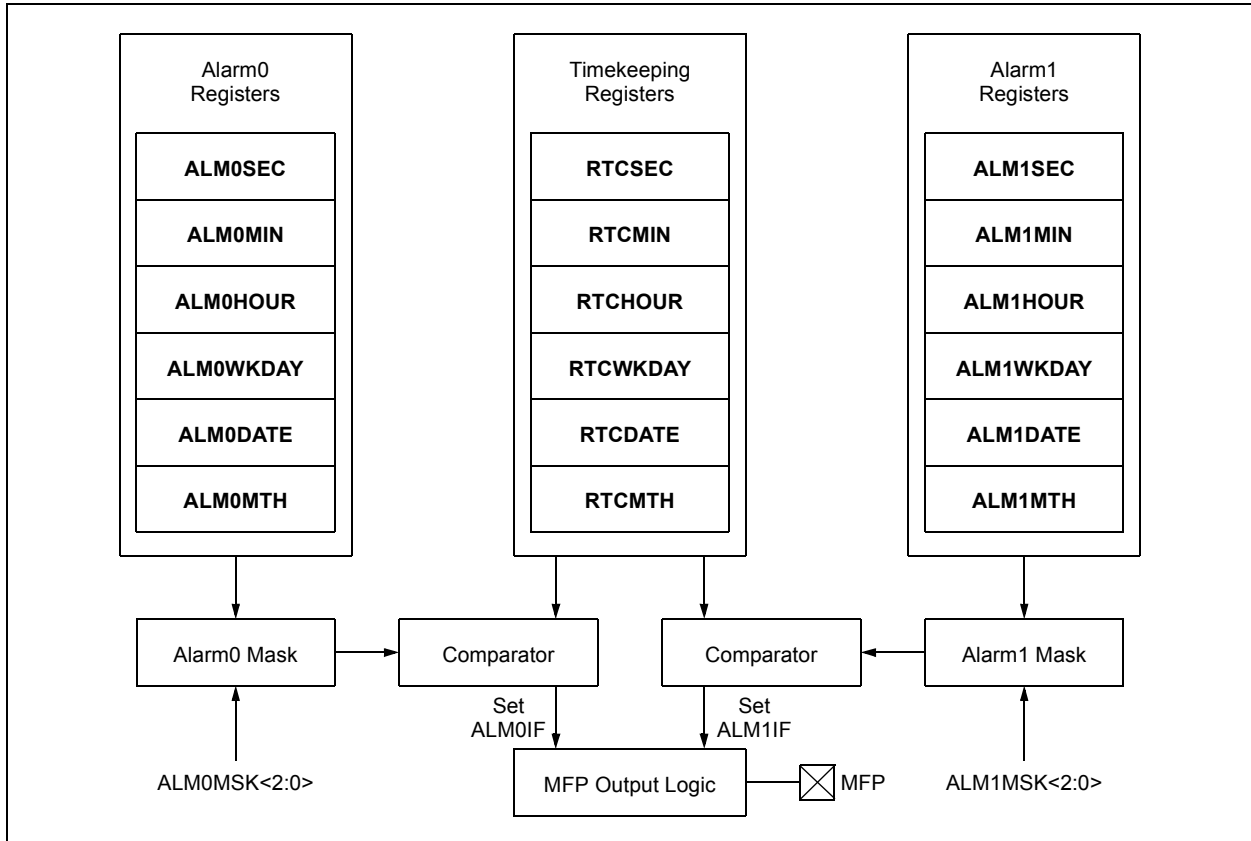 Alarm0
Registers
ALM0SEC
ALM0MIN
ALM0HOUR
ALM0WKDAY
ALM0DATE
ALM0MTH
Timekeeping
Registers
RTCSEC
RTCMIN
RTCHOUR
RTCWKDAY
RTCDATE
RTCMTH
Alarm1
Registers
ALM1SEC
ALM1MIN
ALM1HOUR
ALM1WKDAY
ALM1DATE
ALM1MTH
Alarm0 Mask
Comparator
Comparator
Alarm1 Mask
Set
ALM0IF
Set
ALM1IF
ALM0MSK<2:0>
MFP Output Logic
MFP
ALM1MSK<2:0>